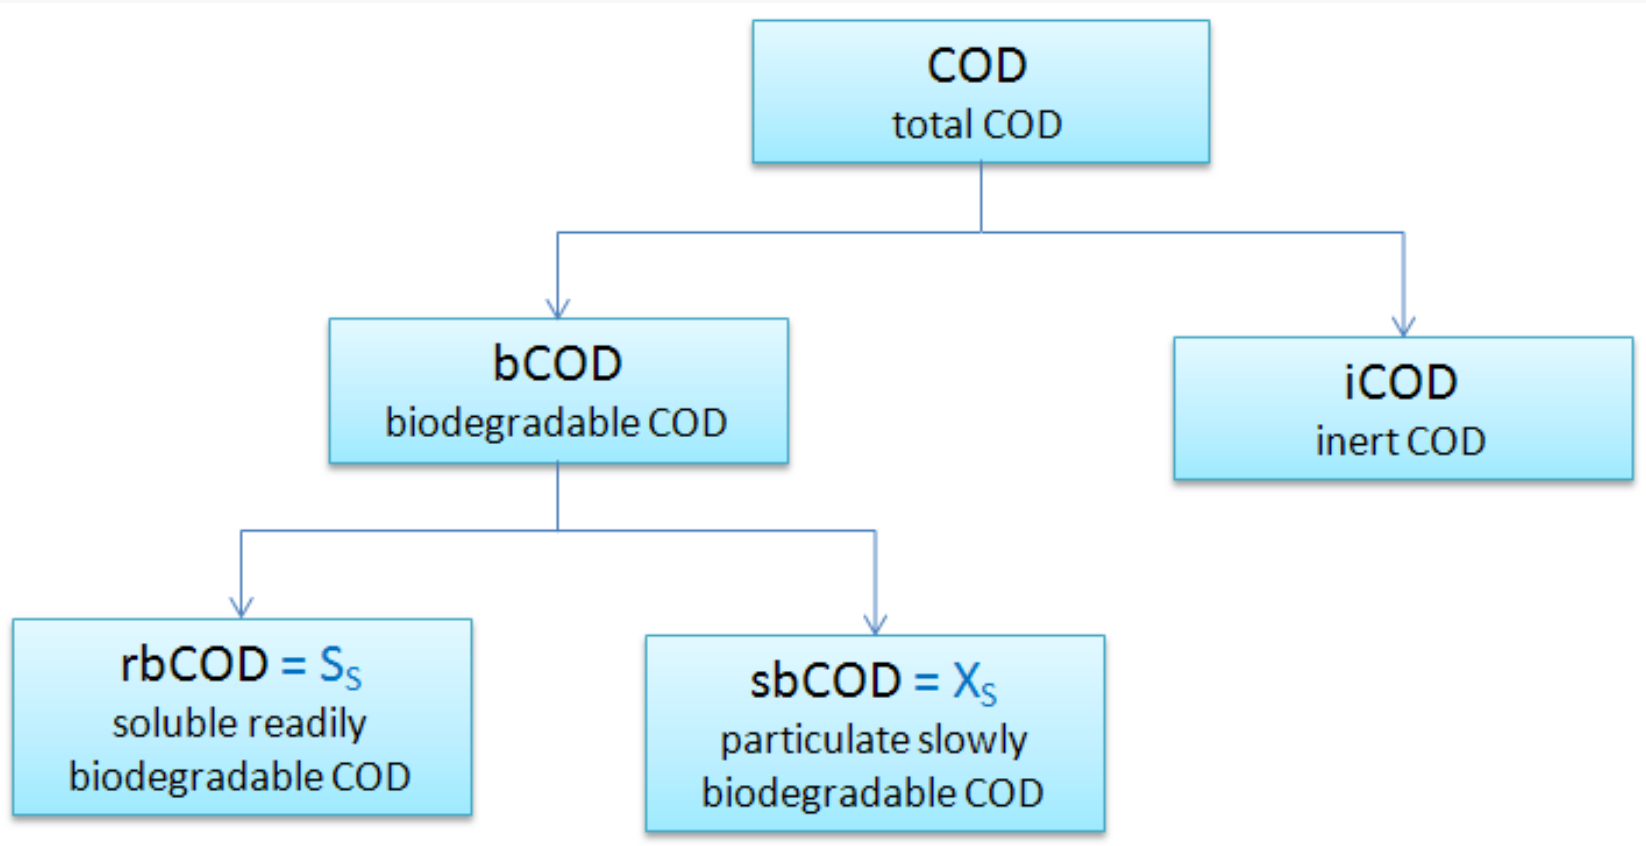 COD
total COD
bCOD
biodegradable COD
iCOD
inert COD
rbCOD = SS
soluble readily
biodegradable COD
sbCOD = XS
particulate slowly
biodegradable COD